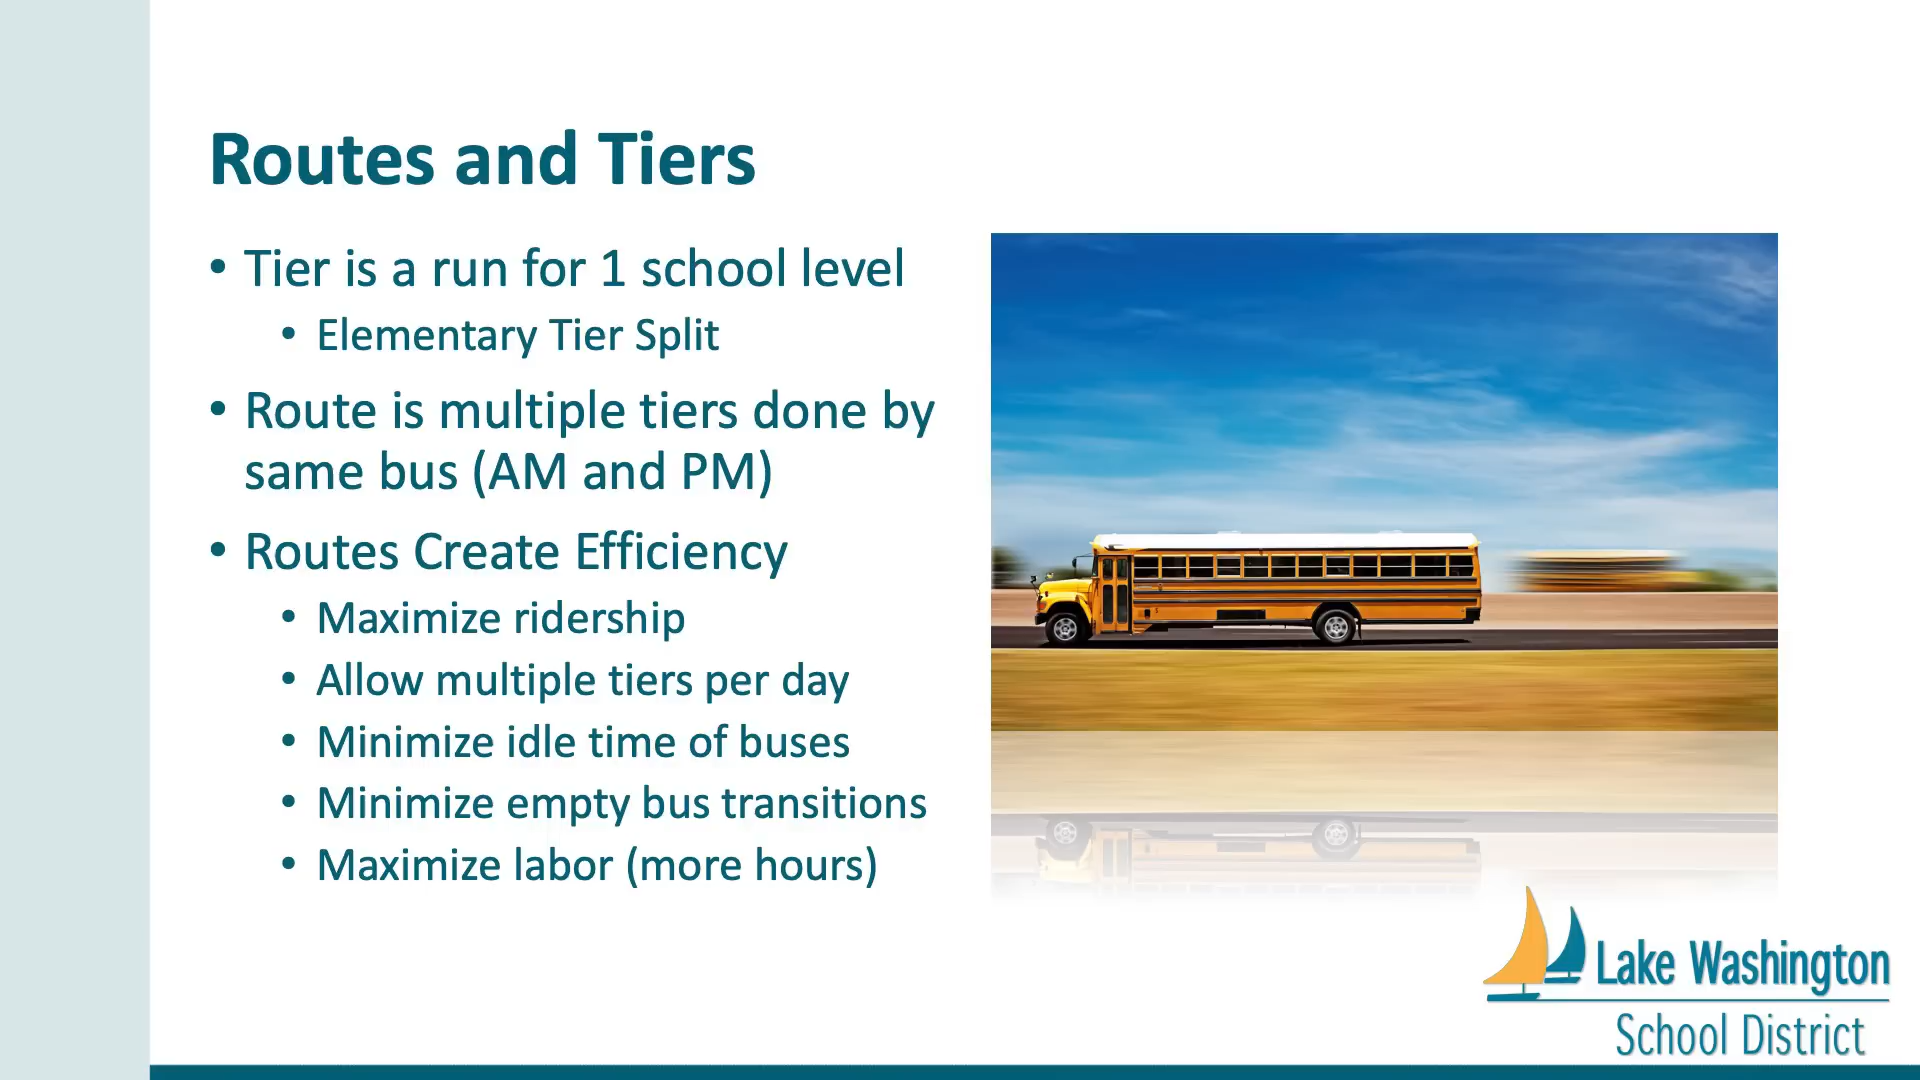 Routes and Tiers
• Tier is a run for 1 school level
• Elementary Tier Split
• Route is multiple tiers done by
same bus (AM and PM)
• Routes Create Efficiency
• Maximize ridership
• Allow multiple tiers per day
• Minimize idle time of buses
• Minimize empty bus transitions
• Maximize labor (more hours)
Lake Washington
School District